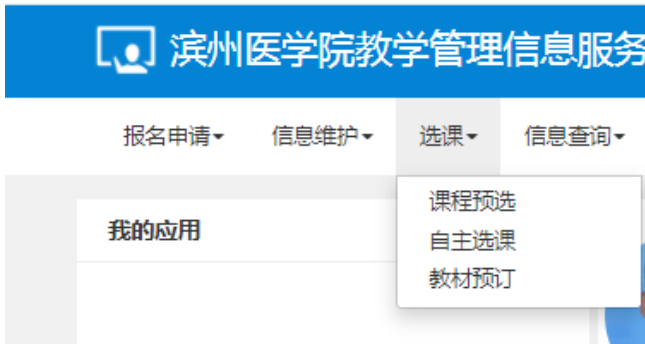 滨州医学院教学管理信息服务
报名申请 信息维护 选课 信息查询
课程预选
我的应用
自主选课
教材预订